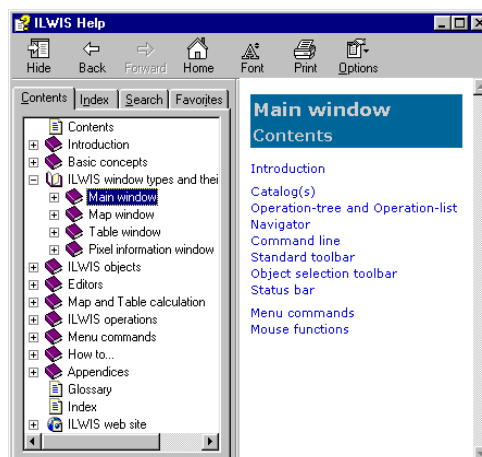 ILWIS Help
Hide Back Forward Home Font Print Options
Contents Index Search Favorites
Contents
Introduction
Basic concepts
ILWIS window types and thei
Main window
Map window
Table window
Pixel information window
ILWIS objects
Editors
Map and Table calculation
ILWIS operations
Menu commands
How to...
Appendices
Glossary
Index
ILWIS web site
Main window
Contents
Introduction
Catalog(s)
Operation-tree and Operation-list
Navigator
Command line
Standard toolbar
Object selection toolbar
Status bar
Menu commands
Mouse functions